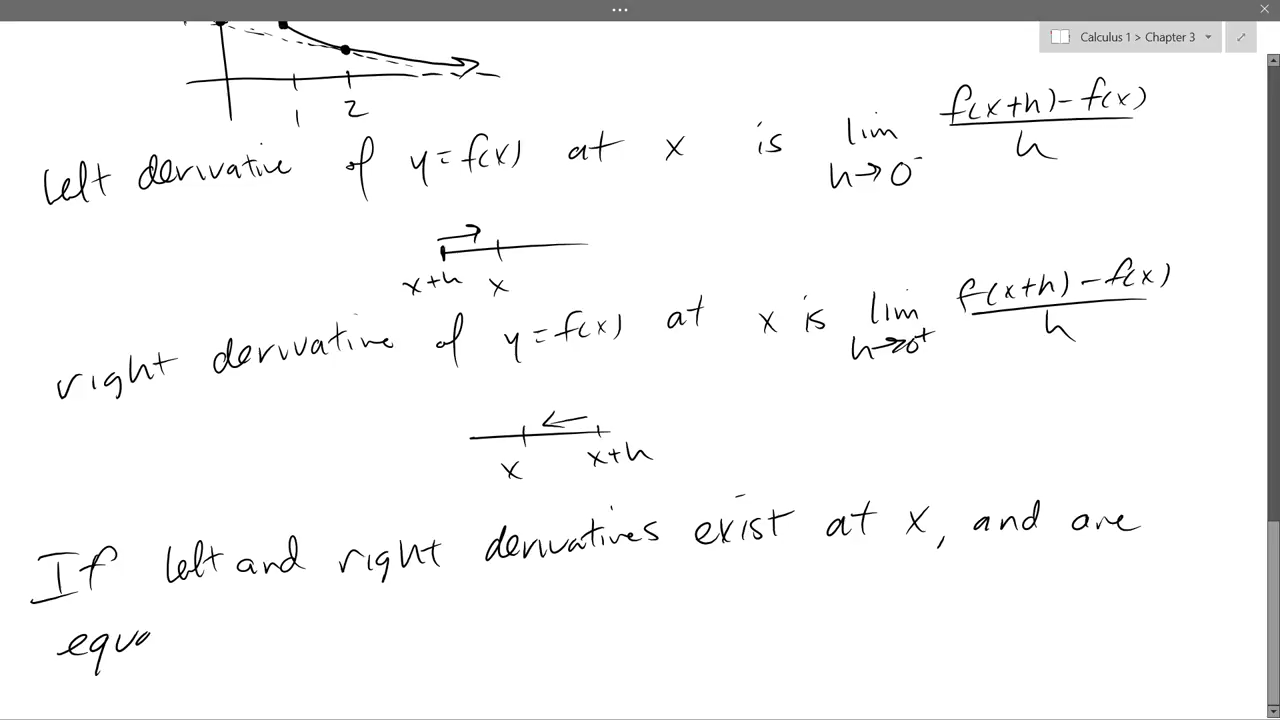 Calculus 1 > Chapter 3
1 2
left derivative of y=f(x) at x is lim h→0⁻ f(x+h)-f(x) / h
x+h x
right derivative of y=f(x) at x is lim h→0⁺ f(x+h)-f(x) / h
x x+h
If left and right derivatives exist at x, and are
equa